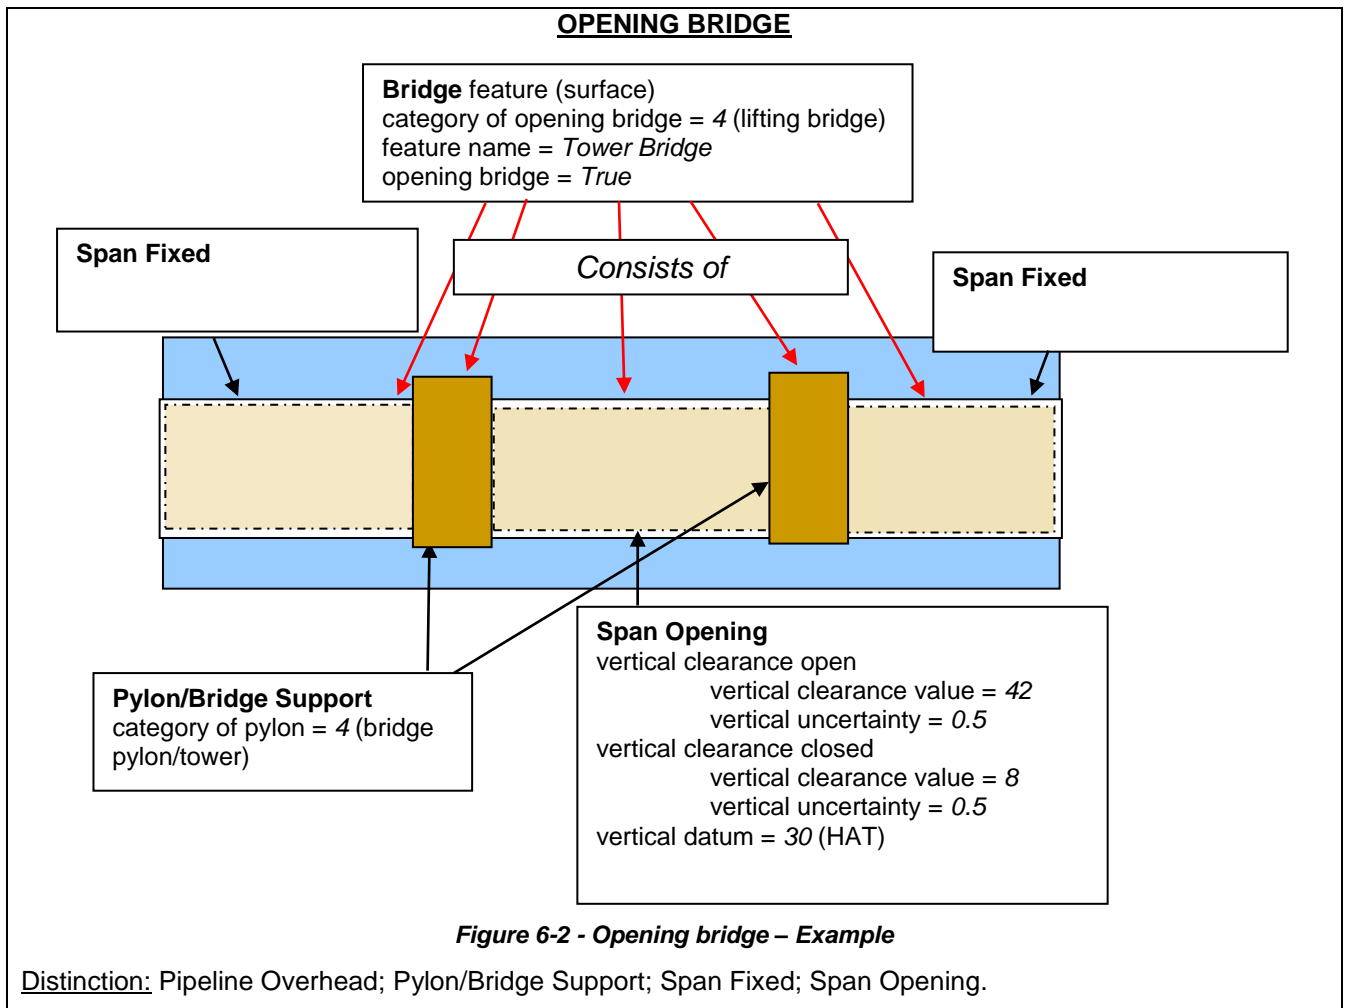 OPENING BRIDGE
Bridge feature (surface)
category of opening bridge = 4 (lifting bridge)
feature name = Tower Bridge
opening bridge = True
Span Fixed
Consists of
Span Fixed
Pylon/Bridge Support
category of pylon = 4 (bridge
pylon/tower)
Span Opening
vertical clearance open
vertical clearance value = 42
vertical uncertainty = 0.5
vertical clearance closed
vertical clearance value = 8
vertical uncertainty = 0.5
vertical datum = 30 (HAT)
Figure 6-2 - Opening bridge – Example
Distinction: Pipeline Overhead; Pylon/Bridge Support; Span Fixed; Span Opening.